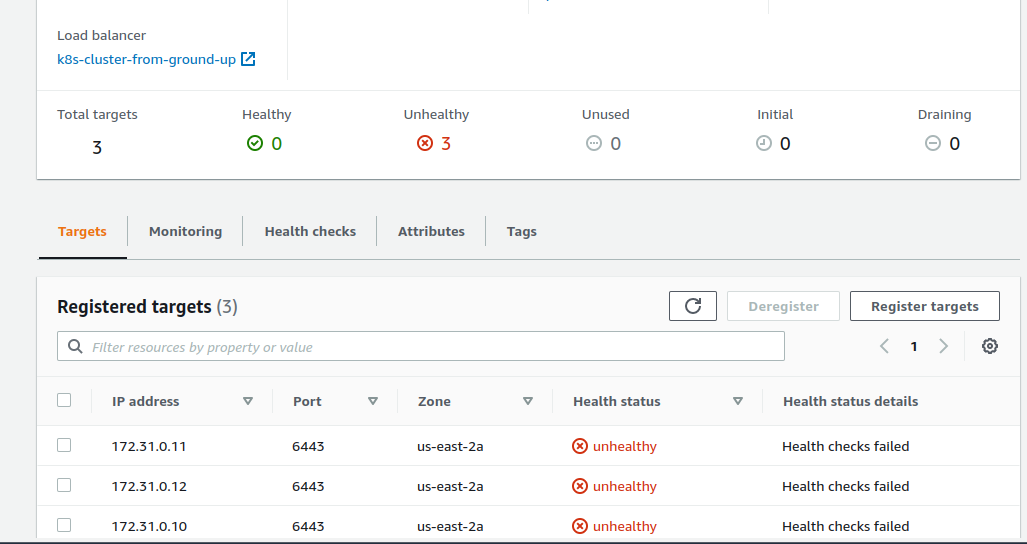 Load balancer
k8s-cluster-from-ground-up
Total targets Healthy Unhealthy Unused Initial Draining
3 0 3 0 0 0
Targets Monitoring Health checks Attributes Tags
Registered targets (3) Deregister Register targets
Filter resources by property or value 1
IP address Port Zone Health status Health status details
172.31.0.11 6443 us-east-2a unhealthy Health checks failed
172.31.0.12 6443 us-east-2a unhealthy Health checks failed
172.31.0.10 6443 us-east-2a unhealthy Health checks failed